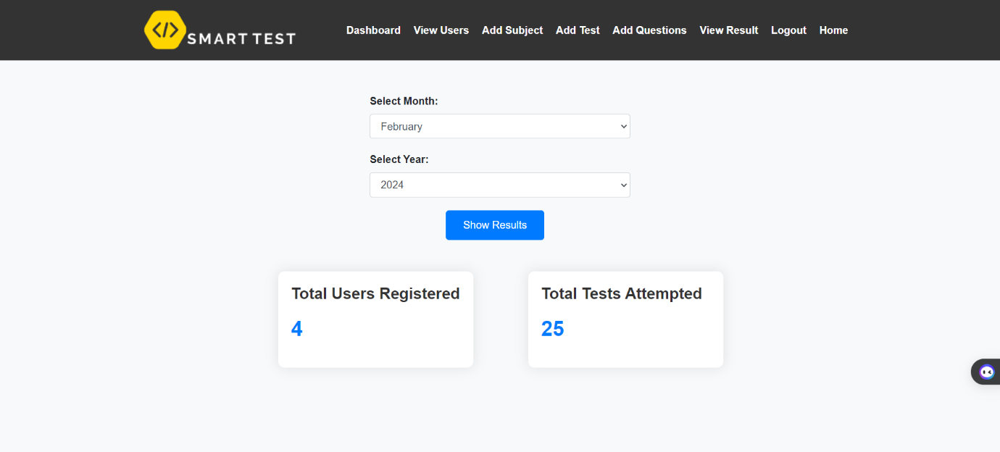 </> SMART TEST
Dashboard View Users Add Subject Add Test Add Questions View Result Logout Home
Select Month:
February
Select Year:
2024
Show Results
Total Users Registered
4
Total Tests Attempted
25